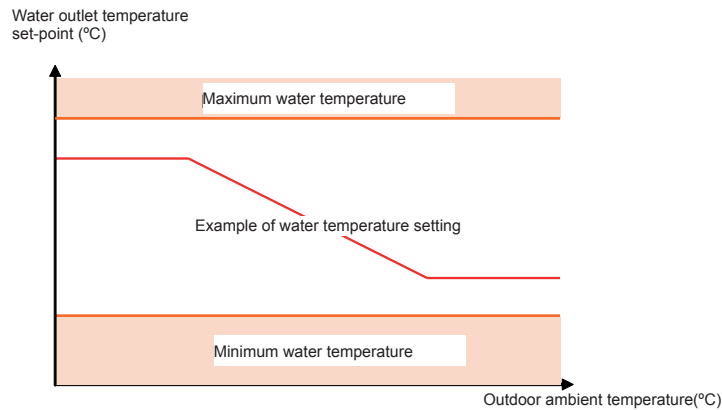 Water outlet temperature
set-point (ºC)
Maximum water temperature
Example of water temperature setting
Minimum water temperature
Outdoor ambient temperature(ºC)